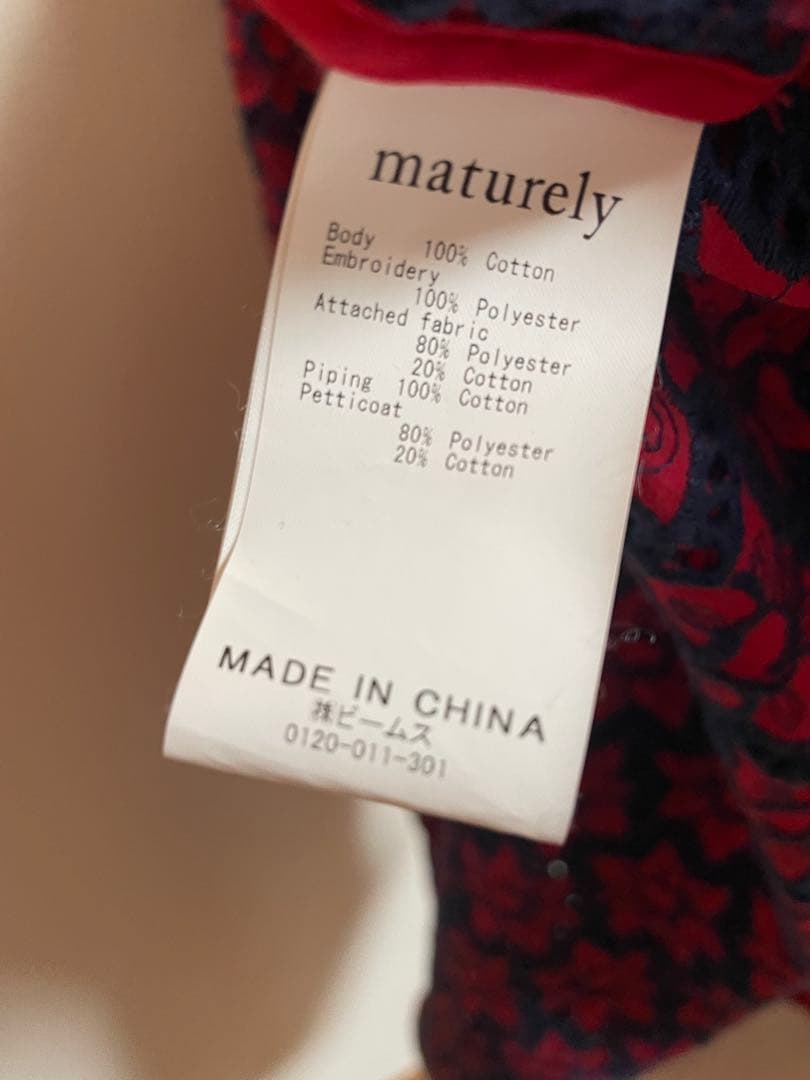 maturely
Body 100% Cotton
Embroidery
100% Polyester
Attached fabric
80% Polyester
20% Cotton
Piping 100% Cotton
Petticoat
80% Polyester
20% Cotton
MADE IN CHINA
㈱ビームス
0120-011-301